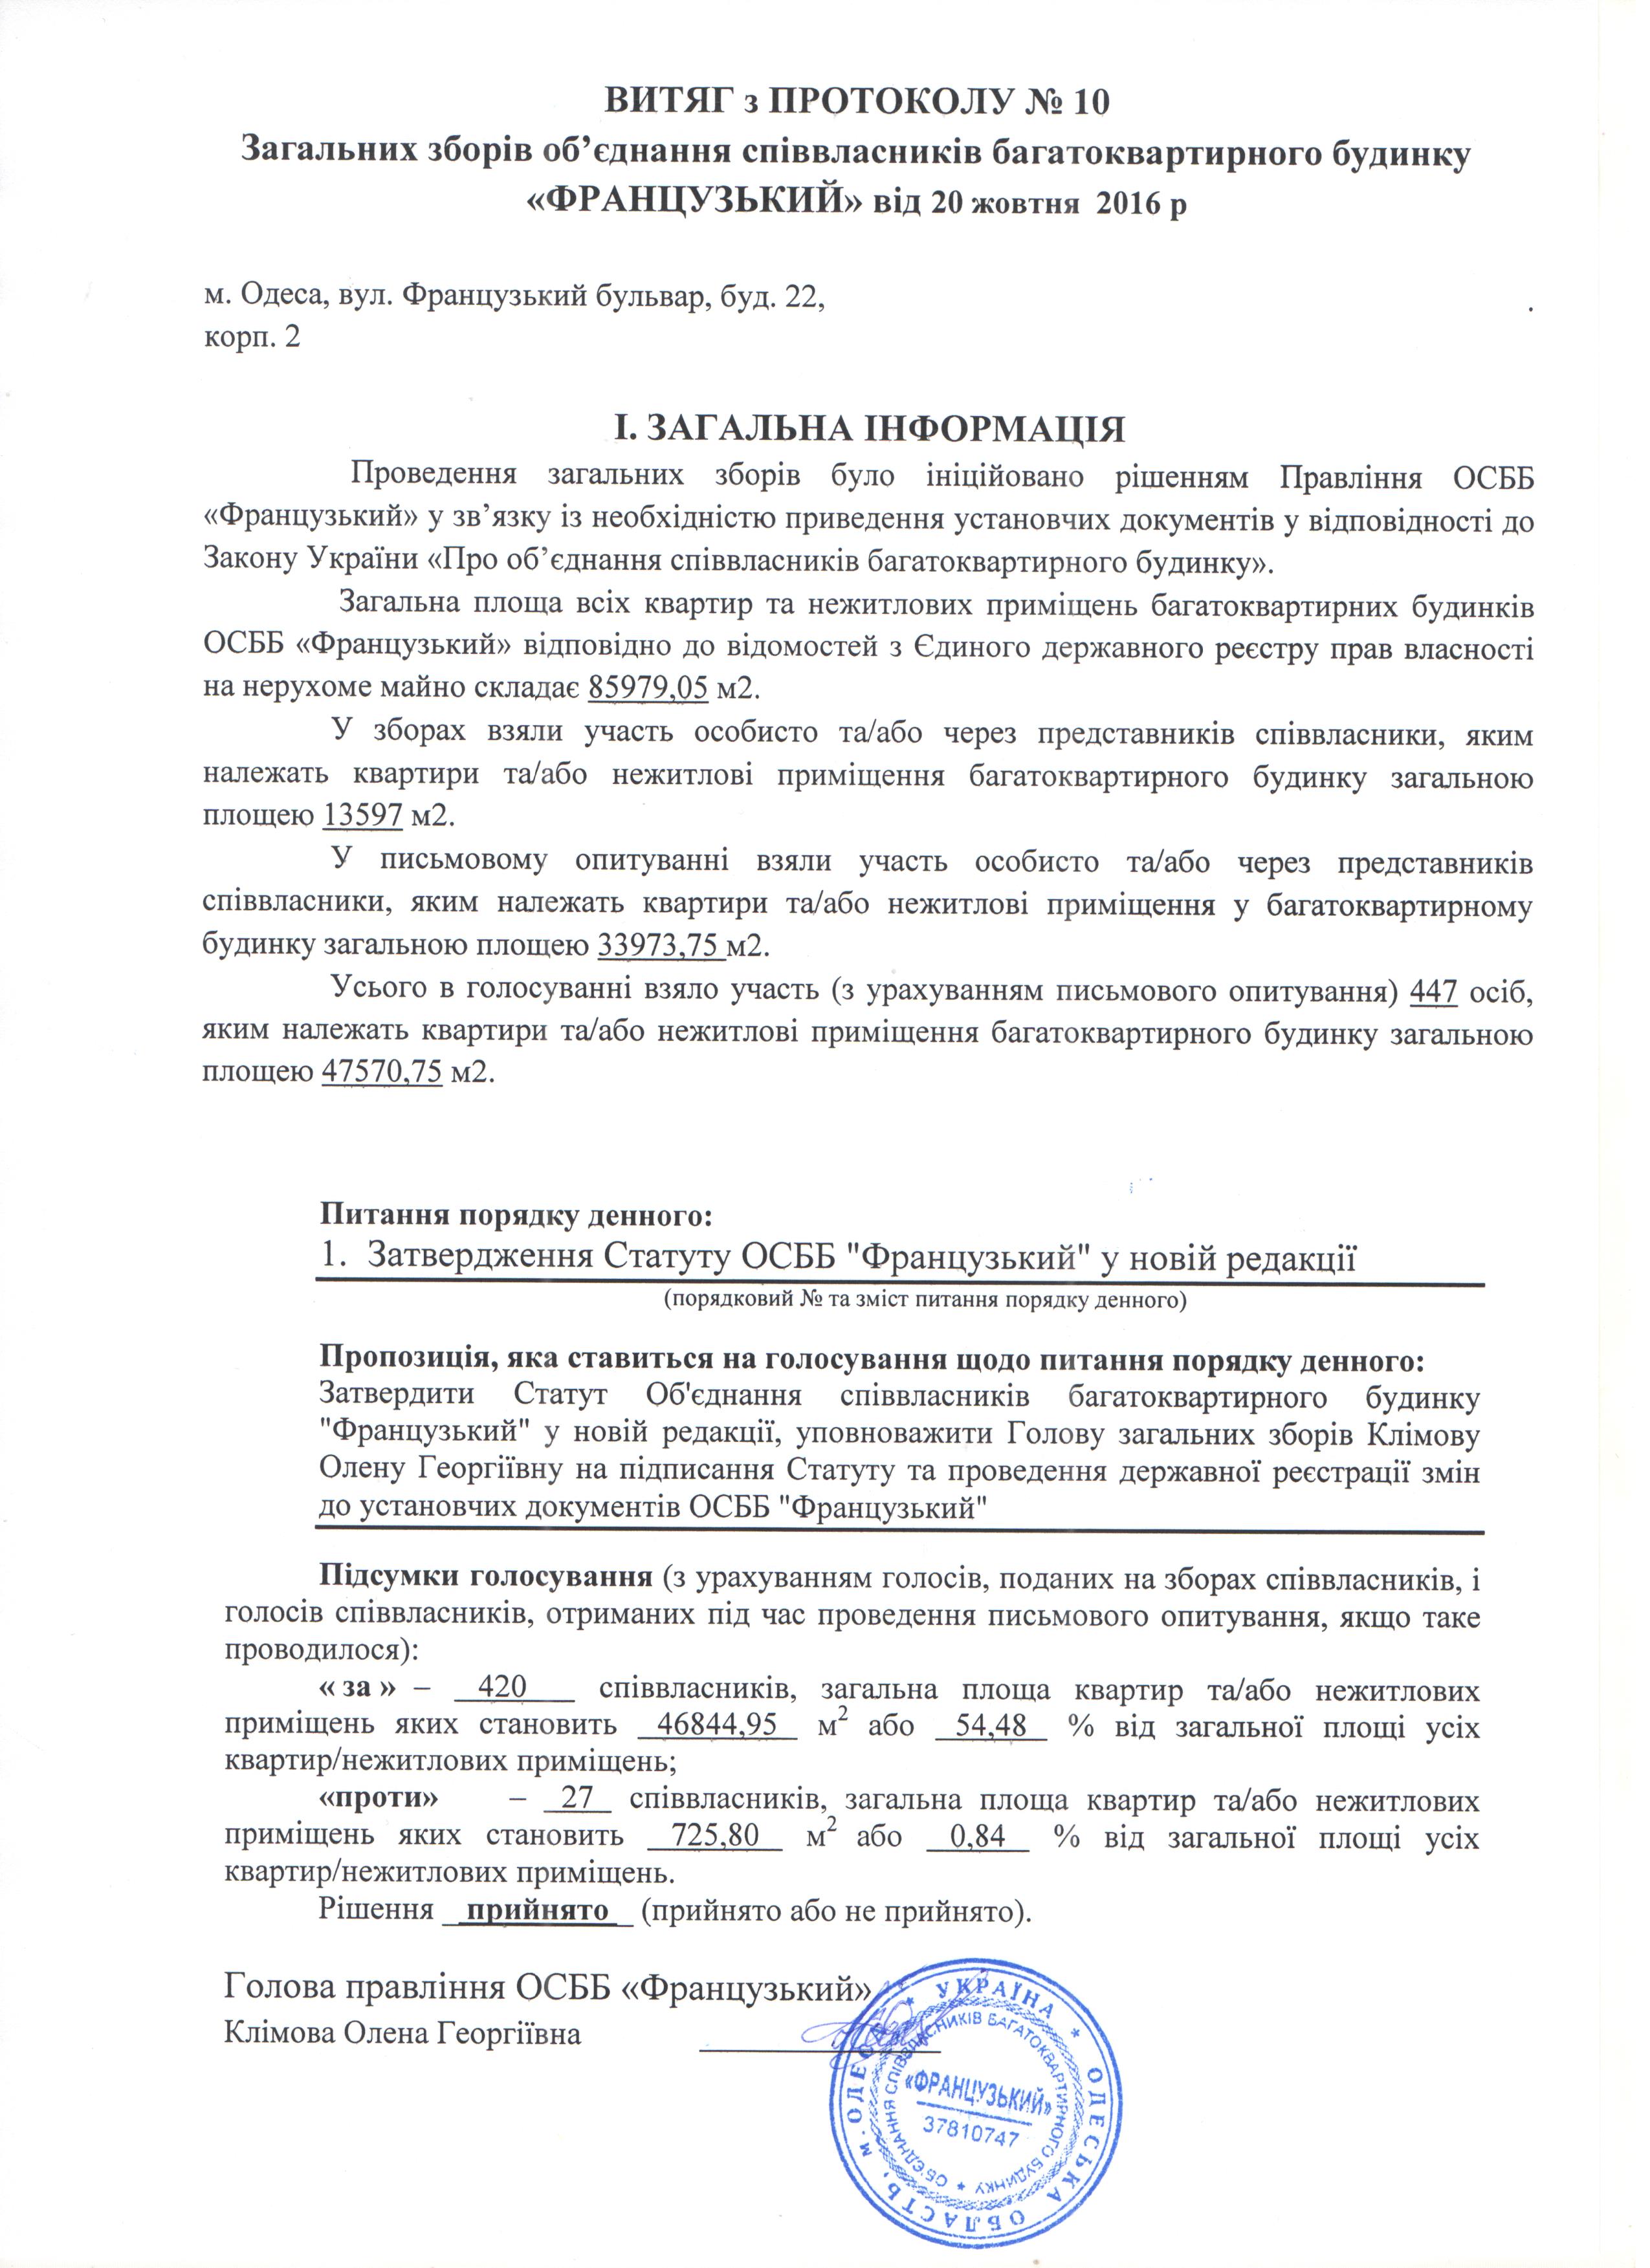 ВИТЯГ з ПРОТОКОЛУ № 10
Загальних зборів об’єднання співвласників багатоквартирного будинку
«ФРАНЦУЗЬКИЙ» від 20 жовтня 2016 р
м. Одеса, вул. Французький бульвар, буд. 22,
корп. 2
І. ЗАГАЛЬНА ІНФОРМАЦІЯ
Проведення загальних зборів було ініційовано рішенням Правління ОСББ
«Французький» у зв’язку із необхідністю приведення установчих документів у відповідності до
Закону України «Про об’єднання співвласників багатоквартирного будинку».
Загальна площа всіх квартир та нежитлових приміщень багатоквартирних будинків
ОСББ «Французький» відповідно до відомостей з Єдиного державного реєстру прав власності
на нерухоме майно складає 85979,05 м2.
У зборах взяли участь особисто та/або через представників співвласники, яким
належать квартири та/або нежитлові приміщення багатоквартирного будинку загальною
площею 13597 м2.
У письмовому опитуванні взяли участь особисто та/або через представників
співвласники, яким належать квартири та/або нежитлові приміщення у багатоквартирному
будинку загальною площею 33973,75 м2.
Усього в голосуванні взяло участь (з урахуванням письмового опитування) 447 осіб,
яким належать квартири та/або нежитлові приміщення багатоквартирного будинку загальною
площею 47570,75 м2.
Питання порядку денного:
1. Затвердження Статуту ОСББ "Французький" у новій редакції
(порядковий № та зміст питання порядку денного)
Пропозиція, яка ставиться на голосування щодо питання порядку денного:
Затвердити Статут Об'єднання співвласників багатоквартирного будинку
"Французький" у новій редакції, уповноважити Голову загальних зборів Клімову
Олену Георгіївну на підписання Статуту та проведення державної реєстрації змін
до установчих документів ОСББ "Французький"
Підсумки голосування (з урахуванням голосів, поданих на зборах співвласників, і
голосів співвласників, отриманих під час проведення письмового опитування, якщо таке
проводилося):
« за » – 420 співвласників, загальна площа квартир та/або нежитлових
приміщень яких становить 46844,95 м² або 54,48 % від загальної площі усіх
квартир/нежитлових приміщень;
«проти» – 27 співвласників, загальна площа квартир та/або нежитлових
приміщень яких становить 725,80 м² або 0,84 % від загальної площі усіх
квартир/нежитлових приміщень.
Рішення прийнято (прийнято або не прийнято).
Голова правління ОСББ «Французький»
Клімова Олена Георгіївна
* УКРАЇНА * ОДЕСЬКА ОБЛАСТЬ, м. ОДЕСА
* ОБ'ЄДНАННЯ СПІВВЛАСНИКІВ БАГАТОКВАРТИРНОГО БУДИНКУ
«ФРАНЦУЗЬКИЙ»
37810747